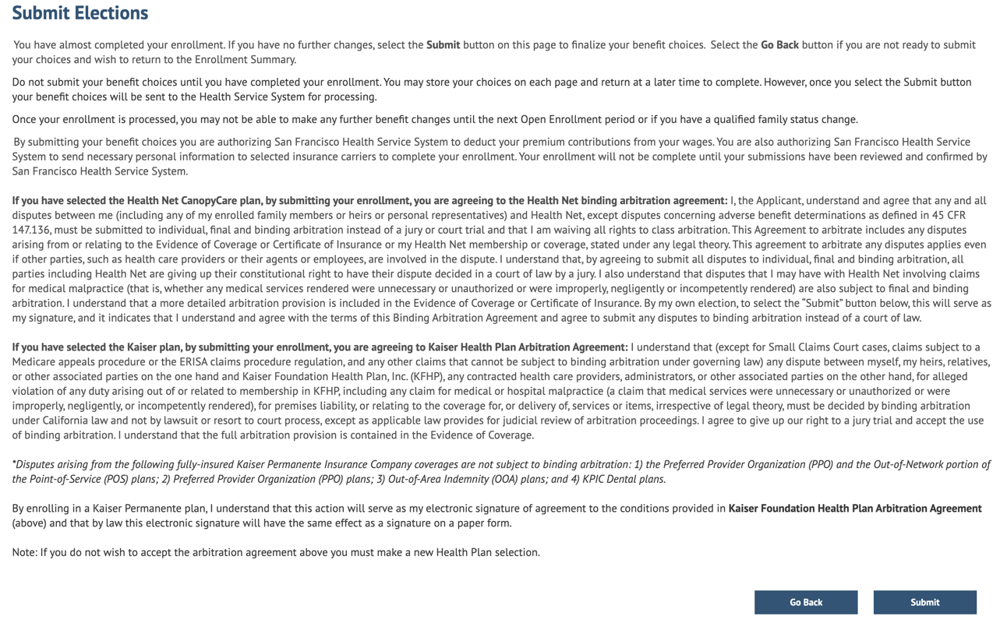 Submit Elections
You have almost completed your enrollment. If you have no further changes, select the Submit button on this page to finalize your benefit choices. Select the Go Back button if you are not ready to submit
your choices and wish to return to the Enrollment Summary.
Do not submit your benefit choices until you have completed your enrollment. You may store your choices on each page and return at a later time to complete. However, once you select the Submit button
your benefit choices will be sent to the Health Service System for processing.
Once your enrollment is processed, you may not be able to make any further benefit changes until the next Open Enrollment period or if you have a qualified family status change.
By submitting your benefit choices you are authorizing San Francisco Health Service System to deduct your premium contributions from your wages. You are also authorizing San Francisco Health Service
System to send necessary personal information to selected insurance carriers to complete your enrollment. Your enrollment will not be complete until your submissions have been reviewed and confirmed by
San Francisco Health Service System.
If you have selected the Health Net CanopyCare plan, by submitting your enrollment, you are agreeing to the Health Net binding arbitration agreement: I, the Applicant, understand and agree that any and all
disputes between me (including any of my enrolled family members or heirs or personal representatives) and Health Net, except disputes concerning adverse benefit determinations as defined in 45 CFR
147.136, must be submitted to individual, final and binding arbitration instead of a jury or court trial and that I am waiving all rights to class arbitration. This Agreement to arbitrate includes any disputes
arising from or relating to the Evidence of Coverage or Certificate of Insurance or my Health Net membership or coverage, stated under any legal theory. This agreement to arbitrate any disputes applies even
if other parties, such as health care providers or their agents or employees, are involved in the dispute. I understand that, by agreeing to submit all disputes to individual, final and binding arbitration, all
parties including Health Net are giving up their constitutional right to have their dispute decided in a court of law by a jury. I also understand that disputes that I may have with Health Net involving claims
for medical malpractice (that is, whether any medical services rendered were unnecessary or unauthorized or were improperly, negligently or incompetently rendered) are also subject to final and binding
arbitration. I understand that a more detailed arbitration provision is included in the Evidence of Coverage or Certificate of Insurance. By my own election, to select the “Submit” button below, this will serve as
my signature, and it indicates that I understand and agree with the terms of this Binding Arbitration Agreement and agree to submit any disputes to binding arbitration instead of a court of law.
If you have selected the Kaiser plan, by submitting your enrollment, you are agreeing to Kaiser Health Plan Arbitration Agreement: I understand that (except for Small Claims Court cases, claims subject to a
Medicare appeals procedure or the ERISA claims procedure regulation, and any other claims that cannot be subject to binding arbitration under governing law) any dispute between myself, my heirs, relatives,
or other associated parties on the one hand and Kaiser Foundation Health Plan, Inc. (KFHP), any contracted health care providers, administrators, or other associated parties on the other hand, for alleged
violation of any duty arising out of or related to membership in KFHP, including any claim for medical or hospital malpractice (a claim that medical services were unnecessary or unauthorized or were
improperly, negligently, or incompetently rendered), for premises liability, or relating to the coverage for, or delivery of, services or items, irrespective of legal theory, must be decided by binding arbitration
under California law and not by lawsuit or resort to court process, except as applicable law provides for judicial review of arbitration proceedings. I agree to give up our right to a jury trial and accept the use
of binding arbitration. I understand that the full arbitration provision is contained in the Evidence of Coverage.
*Disputes arising from the following fully-insured Kaiser Permanente Insurance Company coverages are not subject to binding arbitration: 1) the Preferred Provider Organization (PPO) and the Out-of-Network portion of
the Point-of-Service (POS) plans; 2) Preferred Provider Organization (PPO) plans; 3) Out-of-Area Indemnity (OOA) plans; and 4) KPIC Dental plans.
By enrolling in a Kaiser Permanente plan, I understand that this action will serve as my electronic signature of agreement to the conditions provided in Kaiser Foundation Health Plan Arbitration Agreement
(above) and that by law this electronic signature will have the same effect as a signature on a paper form.
Note: If you do not wish to accept the arbitration agreement above you must make a new Health Plan selection.
Go Back
Submit